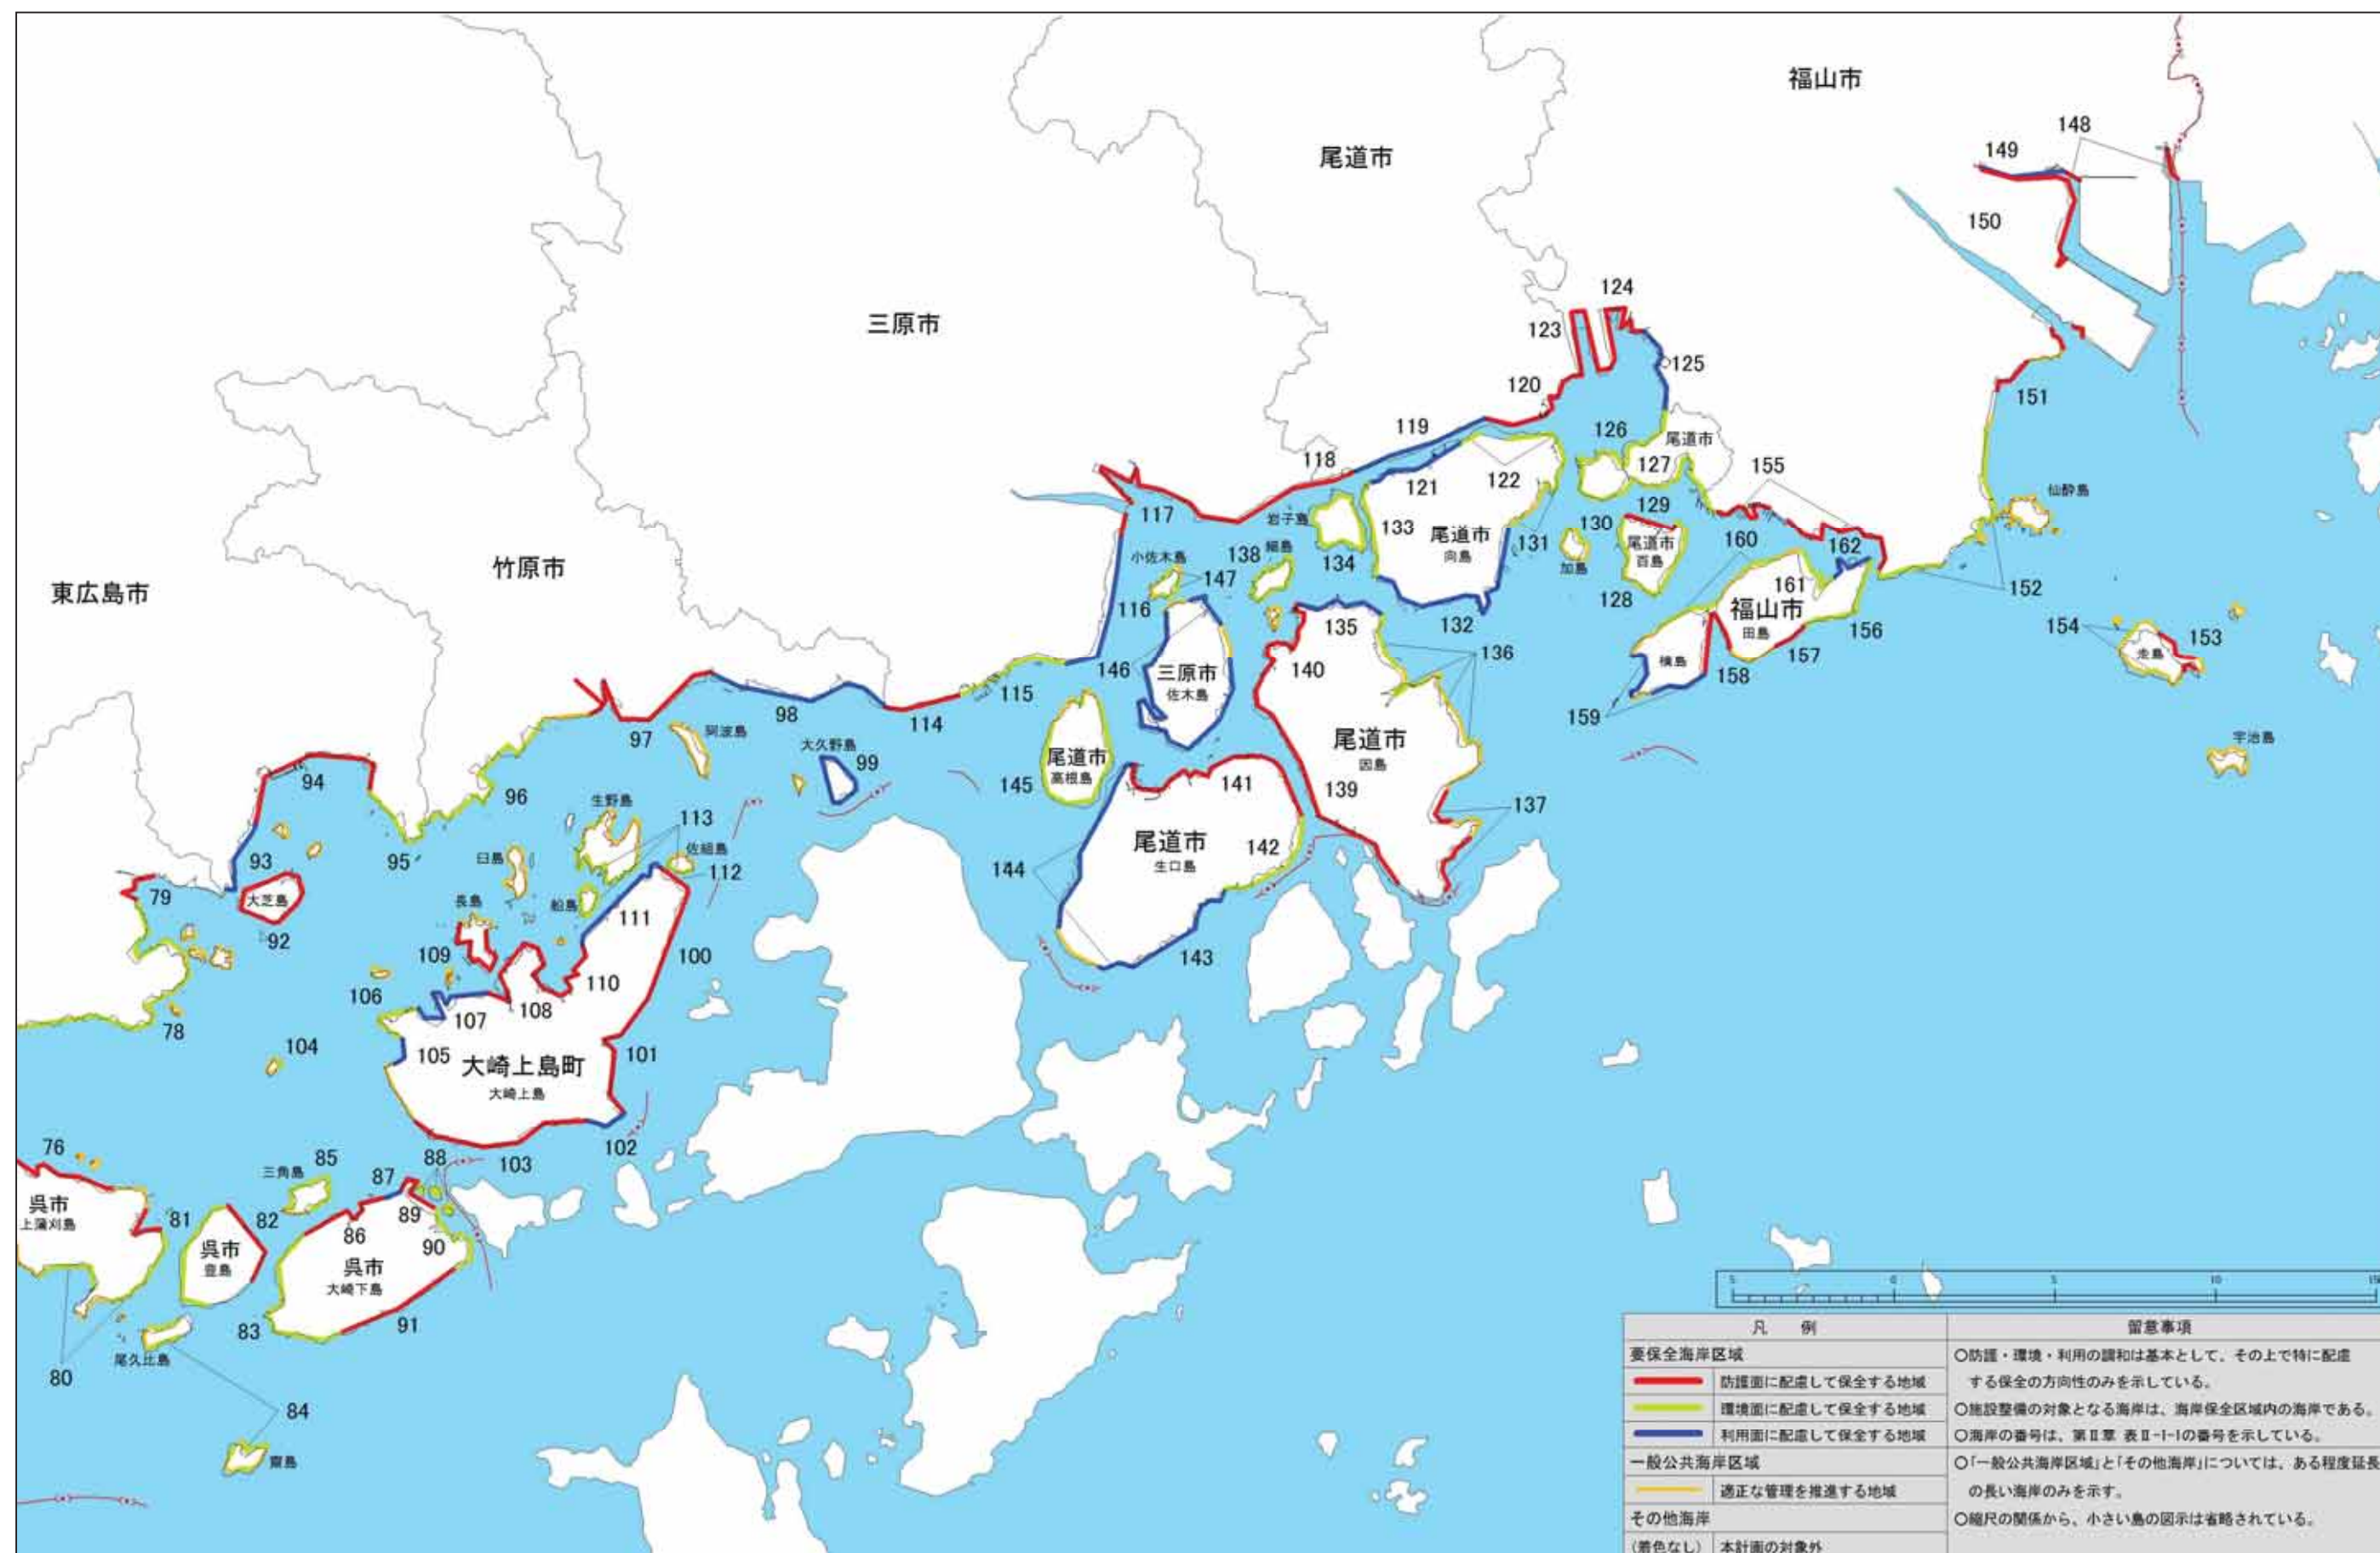 福山市
148
149
尾道市
150
124
三原市
123
125
120
151
119
126
尾道市
118
127
155
121
122
仙酔島
117
岩子島
133
尾道市
向島
129
130
131
尾道市
百島
160
162
竹原市
小佐木島
138
細島
134
加島
161
東広島市
147
152
116
128
福山市
田島
135
132
156
154
153
走島
146
三原市
佐木島
136
140
横島
157
158
115
159
98
114
97
阿波島
大久野島
99
尾道市
因島
宇治島
尾道市
高根島
94
145
141
96
139
137
生野島
113
尾道市
生口島
142
93
95
臼島
佐組島
144
112
79
大芝島
長島
船島
111
92
109
100
143
110
106
108
107
78
104
105
101
大崎上島町
大崎上島
76
102
85
88
103
三角島
87
呉市
上蒲刈島
81
82
89
86
90
呉市
豊島
呉市
大崎下島
83
91
尾久比島
80
84
齋島
5
0
5
10
15
凡 例
留意事項
要保全海岸区域
○防護・環境・利用の調和は基本として、その上で特に配慮
防護面に配慮して保全する地域
する保全の方向性のみを示している。
環境面に配慮して保全する地域
○施設整備の対象となる海岸は、海岸保全区域内の海岸である。
利用面に配慮して保全する地域
○海岸の番号は、第Ⅱ章 表Ⅱ-1-1の番号を示している。
一般公共海岸区域
○「一般公共海岸区域」と「その他海岸」については、ある程度延長
適正な管理を推進する地域
の長い海岸のみを示す。
その他海岸
○縮尺の関係から、小さい島の図示は省略されている。
(着色なし)
本計画の対象外